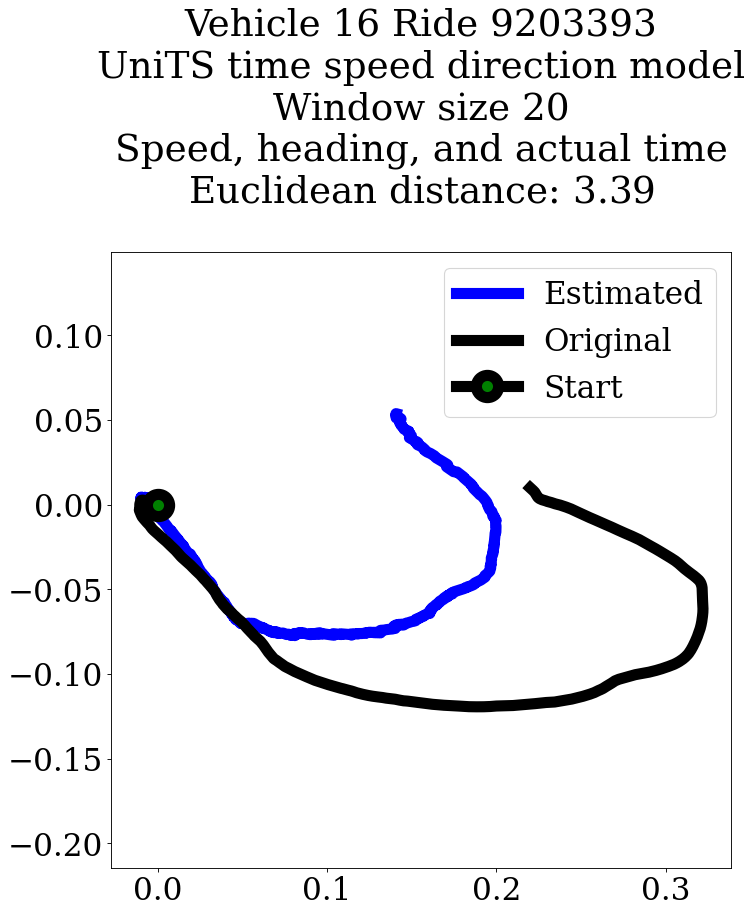 Vehicle 16 Ride 9203393
UniTS time speed direction model
Window size 20
Speed, heading, and actual time
Euclidean distance: 3.39
Estimated
Original
Start
0.10
0.05
0.00
−0.05
−0.10
−0.15
−0.20
0.0 0.1 0.2 0.3